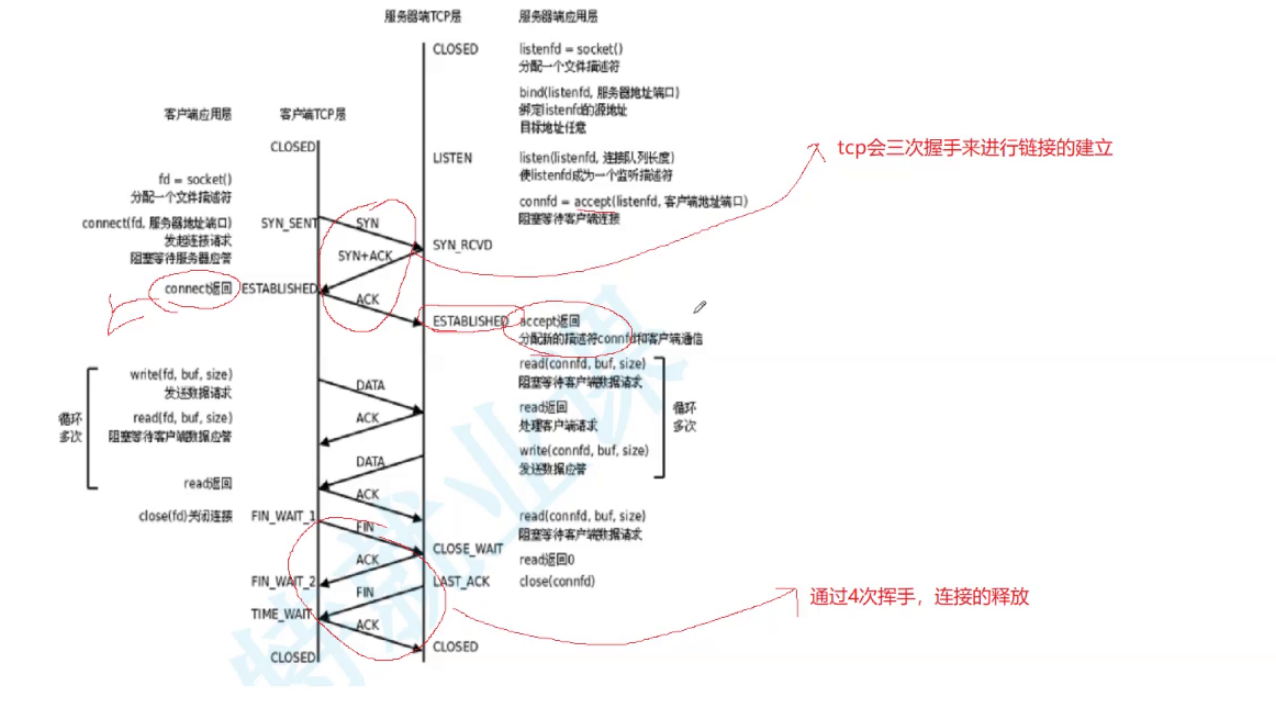 服务器端TCP层 服务器端应用层
CLOSED listenfd = socket()
分配一个文件描述符
bind(listenfd, 服务器地址端口)
绑定listenfd的源地址
目标地址任意
客户端应用层 客户端TCP层
CLOSED
tcp会三次握手来进行链接的建立
LISTEN listen(listenfd, 连接队列长度)
使listenfd成为一个监听描述符
fd = socket()
分配一个文件描述符
connfd = accept(listenfd, 客户端地址端口)
阻塞等待客户端连接
connect(fd, 服务器地址端口) SYN_SENT SYN
发起连接请求
SYN_RCVD
阻塞等待服务器应答 SYN+ACK
connect返回 ESTABLISHED
ACK
ESTABLISHED accept返回
分配新的描述符connfd和客户端通信
read(connfd, buf, size)
write(fd, buf, size) DATA 阻塞等待客户端数据请求
发送数据请求
循环 read(fd, buf, size) ACK read返回 循环
多次 阻塞等待客户端数据应答 处理客户端请求 多次
write(connfd, buf, size)
DATA 发送数据应答
read返回
ACK
close(fd)关闭连接 FIN_WAIT_1 read(connfd, buf, size)
FIN 阻塞等待客户端数据请求
CLOSE_WAIT
ACK read返回0
FIN_WAIT_2 LAST_ACK close(connfd)
FIN
通过4次挥手，连接的释放
TIME_WAIT
ACK
CLOSED
CLOSED
特就业课